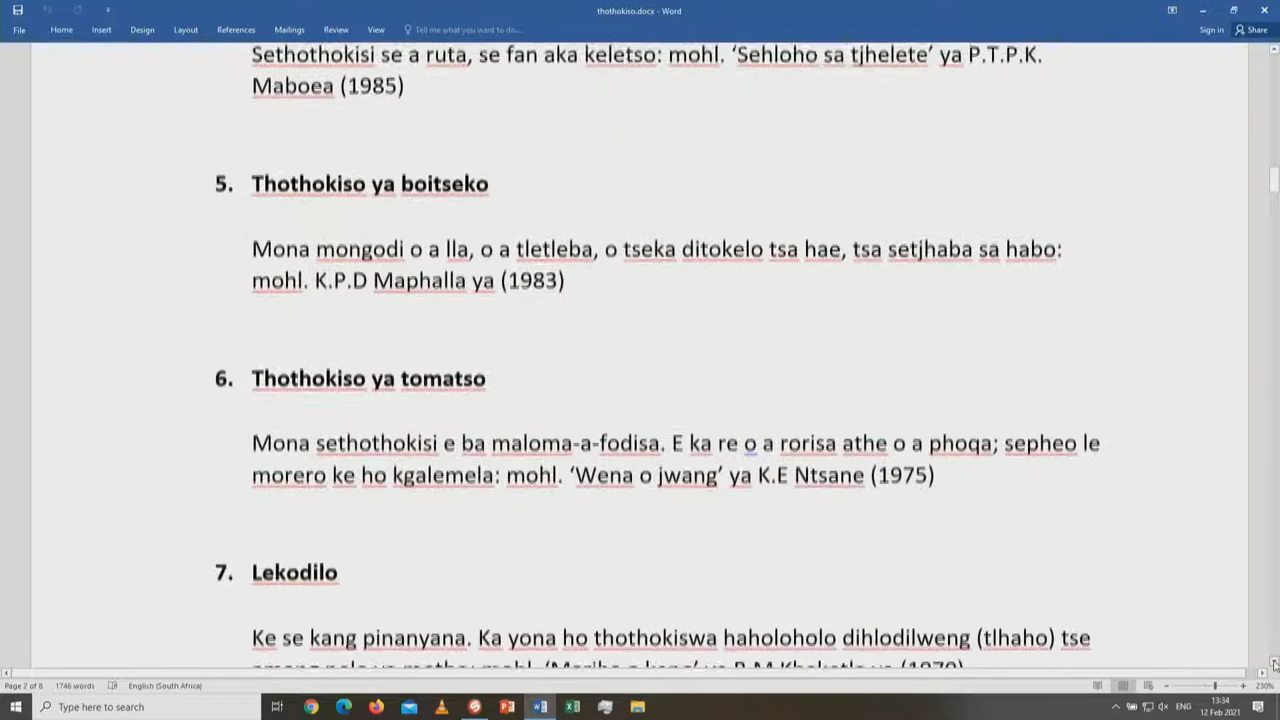 thothokiso.docx - Word
File Home Insert Design Layout References Mailings Review View Tell me what you want to do... Sign in Share
Sethothokisi se a ruta, se fan aka keletso: mohl. ‘Sehloho sa tjhelete’ ya P.T.P.K.
Maboea (1985)
5. Thothokiso ya boitseko
Mona mongodi o a lla, o a tletleba, o tseka ditokelo tsa hae, tsa setjhaba sa habo:
mohl. K.P.D Maphalla ya (1983)
6. Thothokiso ya tomatso
Mona sethothokisi e ba maloma-a-fodisa. E ka re o a rorisa athe o a phoqa; sepheo le
morero ke ho kgalemela: mohl. ‘Wena o jwang’ ya K.E Ntsane (1975)
7. Lekodilo
Ke se kang pinanyana. Ka yona ho thothokiswa haholoholo dihlodilweng (tlhaho) tse
Page 2 of 8 1746 words English (South Africa) 230%
Type here to search ENG 13:34
12 Feb 2021